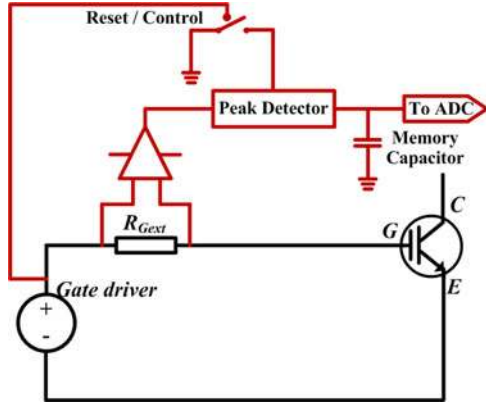 Reset / Control
Peak Detector
To ADC
Memory
Capacitor
R_Gext
G
C
E
Gate driver
+
-